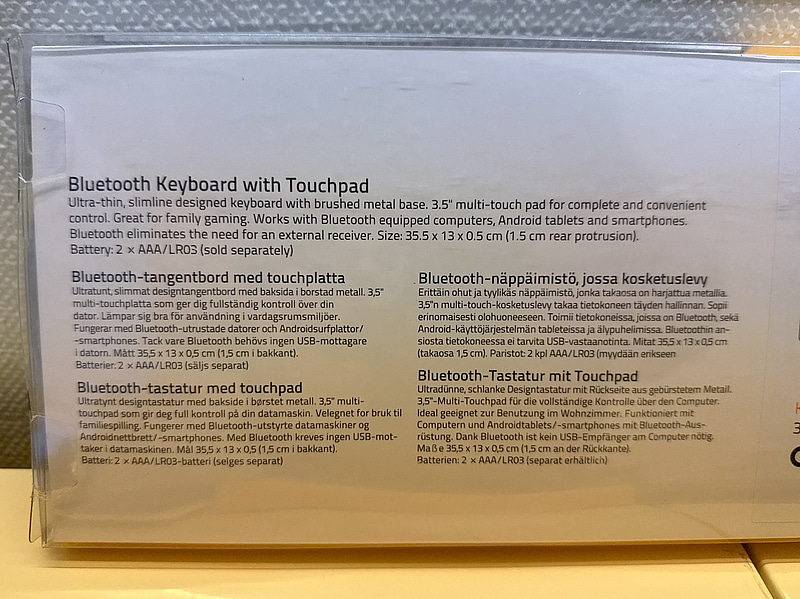 Bluetooth Keyboard with Touchpad
Ultra-thin, slimline designed keyboard with brushed metal base. 3.5" multi-touch pad for complete and convenient
control. Great for family gaming. Works with Bluetooth equipped computers, Android tablets and smartphones.
Bluetooth eliminates the need for an external receiver. Size: 35.5 x 13 x 0.5 cm (1.5 cm rear protrusion).
Battery: 2 × AAA/LR03 (sold separately)
Bluetooth-tangentbord med touchplatta
Ultratunt, slimmat designtangentbord med baksida i borstad metall. 3,5"
multi-touchplatta som ger dig fullständig kontroll över din
dator. Lämpar sig bra för användning i vardagsrumsmiljöer.
Fungerar med Bluetooth-utrustade datorer och Androidsurfplattor/
-smartphones. Tack vare Bluetooth behövs ingen USB-mottagare
i datorn. Mått 35,5 x 13 x 0,5 cm (1,5 cm i bakkant).
Batterier: 2 × AAA/LR03 (säljs separat)
Bluetooth-tastatur med touchpad
Ultratynt designtastatur med bakside i børstet metall. 3,5" multi-
touchpad som gir deg full kontroll på din datamaskin. Velegnet for bruk til
familiespilling. Fungerer med Bluetooth-utstyrte datamaskiner og
Androidnettbrett/-smartphones. Med Bluetooth kreves ingen USB-mot-
taker i datamaskinen. Mål 35,5 x 13 x 0,5 (1,5 cm i bakkant).
Batteri: 2 × AAA/LR03-batteri (selges separat)
Bluetooth-näppäimistö, jossa kosketuslevy
Erittäin ohut ja tyylikäs näppäimistö, jonka takaosa on harjattua metallia.
3,5"n multi-touch-kosketuslevy takaa tietokoneen täyden hallinnan. Sopii
erinomaisesti olohuoneeseen. Toimii tietokoneissa, joissa on Bluetooth, sekä
Android-käyttöjärjestelmän tableteissa ja älypuhelimissa. Bluetoothin an-
siosta tietokoneessa ei tarvita USB-vastaanotinta. Mitat 35,5 x 13 x 0,5 cm
(takaosa 1,5 cm). Paristot: 2 kpl AAA/LR03 (myydään erikseen
Bluetooth-Tastatur mit Touchpad
Ultradünne, schlanke Designtastatur mit Rückseite aus gebürstetem Metall.
3,5"-Multi-Touchpad für die vollständige Kontrolle über den Computer.
Ideal geeignet zur Benutzung im Wohnzimmer. Funktioniert mit
Computern und Androidtablets/-smartphones mit Bluetooth-Aus-
rüstung. Dank Bluetooth ist kein USB-Empfänger am Computer nötig.
Maße 35,5 x 13 x 0,5 cm (1,5 cm an der Rückkante).
Batterien: 2 × AAA/LR03 (separat erhältlich)